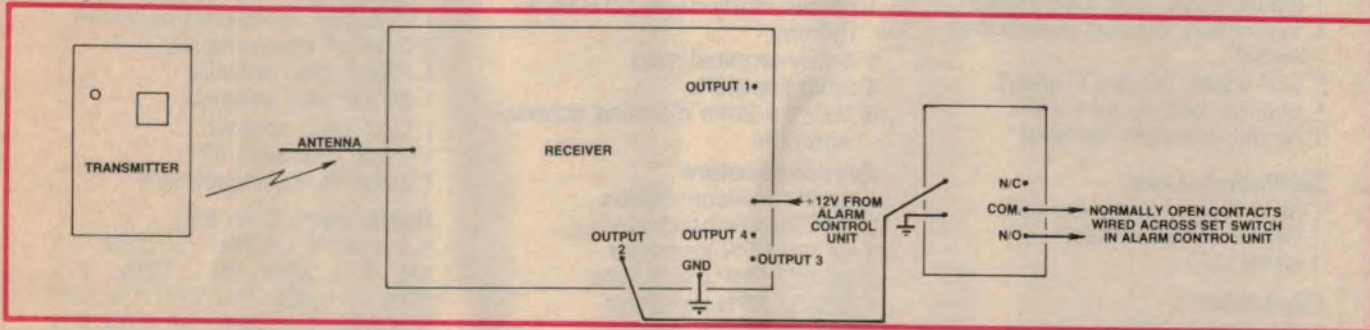 TRANSMITTER
ANTENNA
RECEIVER
OUTPUT 1
+12V FROM
ALARM
CONTROL
UNIT
OUTPUT 4
OUTPUT 3
OUTPUT
2
GND
N/C
COM.
N/O
NORMALLY OPEN CONTACTS
WIRED ACROSS SET SWITCH
IN ALARM CONTROL UNIT